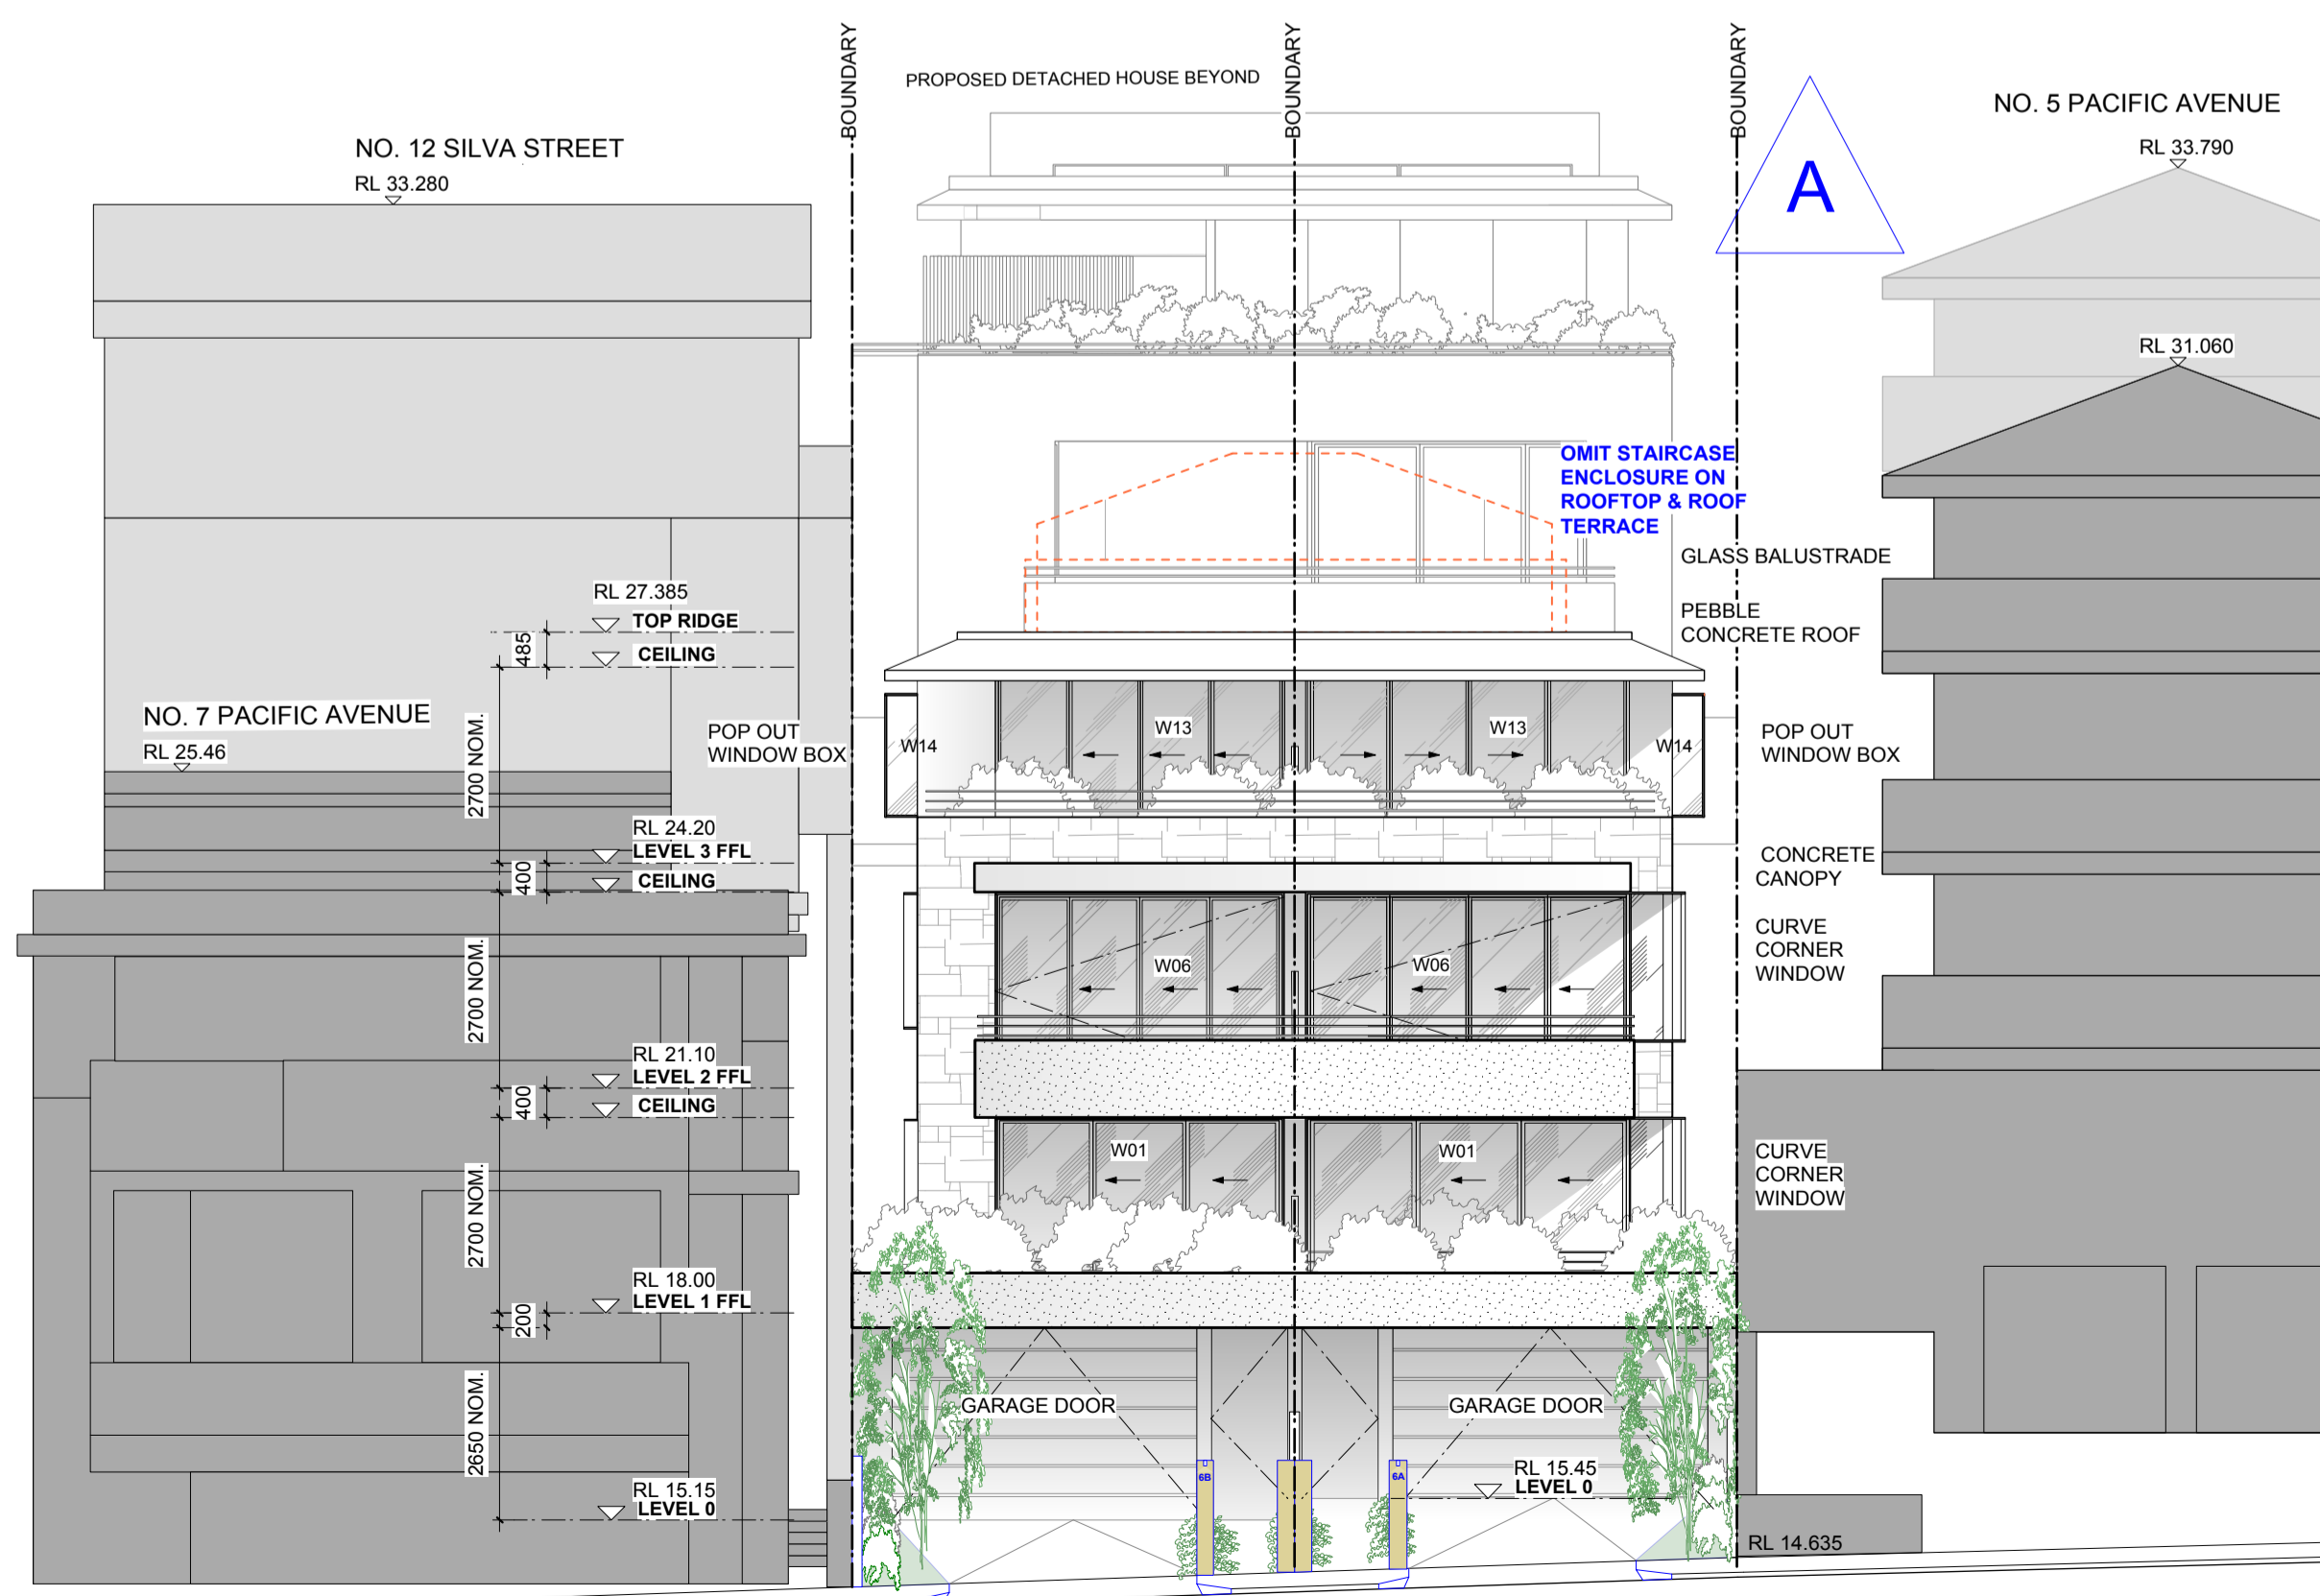 BOUNDARY
BOUNDARY
BOUNDARY
PROPOSED DETACHED HOUSE BEYOND
NO. 12 SILVA STREET
RL 33.280
A
NO. 5 PACIFIC AVENUE
RL 33.790
RL 31.060
OMIT STAIRCASE
ENCLOSURE ON
ROOFTOP & ROOF
TERRACE
GLASS BALUSTRADE
PEBBLE
CONCRETE ROOF
RL 27.385
TOP RIDGE
485
CEILING
NO. 7 PACIFIC AVENUE
RL 25.46
2700 NOM.
POP OUT
WINDOW BOX
W14
W13
W13
W14
POP OUT
WINDOW BOX
RL 24.20
LEVEL 3 FFL
400
CEILING
CONCRETE
CANOPY
CURVE
CORNER
WINDOW
2700 NOM.
W06
W06
RL 21.10
LEVEL 2 FFL
400
CEILING
W01
W01
CURVE
CORNER
WINDOW
2700 NOM.
RL 18.00
LEVEL 1 FFL
200
GARAGE DOOR
GARAGE DOOR
2650 NOM.
6B
6A
RL 15.45
LEVEL 0
RL 15.15
LEVEL 0
RL 14.635